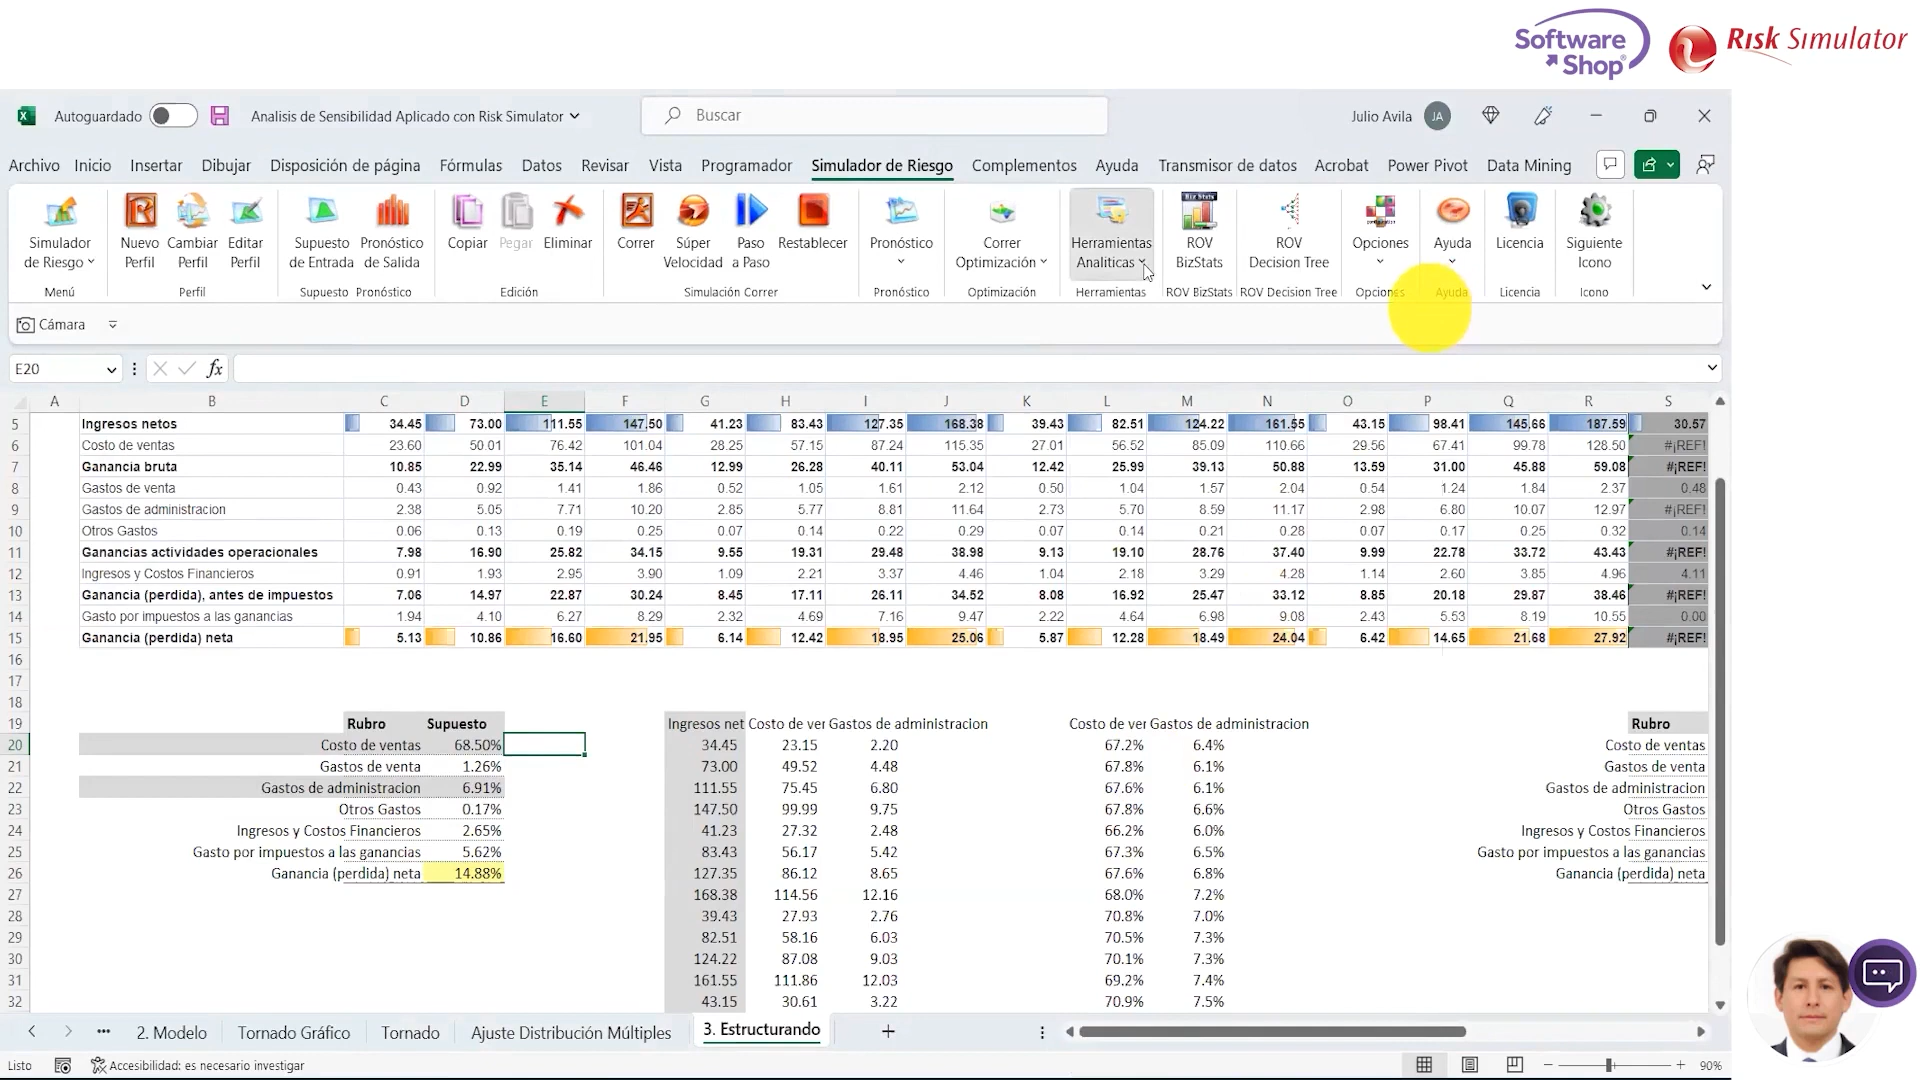 Software
Shop
Risk Simulator
Autoguardado
Analisis de Sensibilidad Aplicado con Risk Simulator
Buscar
Julio Avila
JA
Archivo Inicio Insertar Dibujar Disposición de página Fórmulas Datos Revisar Vista Programador Simulador de Riesgo Complementos Ayuda Transmisor de datos Acrobat Power Pivot Data Mining
Simulador de Riesgo
Nuevo Perfil
Cambiar Perfil
Editar Perfil
Supuesto de Entrada
Pronóstico de Salida
Copiar
Pegar
Eliminar
Correr
Súper Velocidad
Paso a Paso
Restablecer
Pronóstico
Correr Optimización
Herramientas Analiticas
ROV BizStats
ROV Decision Tree
Opciones
Ayuda
Licencia
Siguiente Icono
Menú Perfil Supuesto Pronóstico Edición Simulación Correr Pronóstico Optimización Herramientas ROV BizStats ROV Decision Tree Opciones Ayuda Licencia Icono
Cámara
E20
fx
A B C D E F G H I J K L M N O P Q R S
5 Ingresos netos 34.45 73.00 111.55 147.50 41.23 83.43 127.35 168.38 39.43 82.51 124.22 161.55 43.15 98.41 145.66 187.59 30.57
6 Costo de ventas 23.60 50.01 76.42 101.04 28.25 57.15 87.24 115.35 27.01 56.52 85.09 110.66 29.56 67.41 99.78 128.50 #¡REF!
7 Ganancia bruta 10.85 22.99 35.14 46.46 12.99 26.28 40.11 53.04 12.42 25.99 39.13 50.88 13.59 31.00 45.88 59.08 #¡REF!
8 Gastos de venta 0.43 0.92 1.41 1.86 0.52 1.05 1.61 2.12 0.50 1.04 1.57 2.04 0.54 1.24 1.84 2.37 0.48
9 Gastos de administracion 2.38 5.05 7.71 10.20 2.85 5.77 8.81 11.64 2.73 5.70 8.59 11.17 2.98 6.80 10.07 12.97 #¡REF!
10 Otros Gastos 0.06 0.13 0.19 0.25 0.07 0.14 0.22 0.29 0.07 0.14 0.21 0.28 0.07 0.17 0.25 0.32 0.14
11 Ganancias actividades operacionales 7.98 16.90 25.82 34.15 9.55 19.31 29.48 38.98 9.13 19.10 28.76 37.40 9.99 22.78 33.72 43.43 #¡REF!
12 Ingresos y Costos Financieros 0.91 1.93 2.95 3.90 1.09 2.21 3.37 4.46 1.04 2.18 3.29 4.28 1.14 2.60 3.85 4.96 4.11
13 Ganancia (perdida), antes de impuestos 7.06 14.97 22.87 30.24 8.45 17.11 26.11 34.52 8.08 16.92 25.47 33.12 8.85 20.18 29.87 38.46 #¡REF!
14 Gasto por impuestos a las ganancias 1.94 4.10 6.27 8.29 2.32 4.69 7.16 9.47 2.22 4.64 6.98 9.08 2.43 5.53 8.19 10.55 0.00
15 Ganancia (perdida) neta 5.13 10.86 16.60 21.95 6.14 12.42 18.95 25.06 5.87 12.28 18.49 24.04 6.42 14.65 21.68 27.92 #¡REF!
16
17
18
19 Rubro Supuesto Ingresos net Costo de ver Gastos de administracion Costo de ver Gastos de administracion Rubro
20 Costo de ventas 68.50% 34.45 23.15 2.20 67.2% 6.4% Costo de ventas
21 Gastos de venta 1.26% 73.00 49.52 4.48 67.8% 6.1% Gastos de venta
22 Gastos de administracion 6.91% 111.55 75.45 6.80 67.6% 6.1% Gastos de administracion
23 Otros Gastos 0.17% 147.50 99.99 9.75 67.8% 6.6% Otros Gastos
24 Ingresos y Costos Financieros 2.65% 41.23 27.32 2.48 66.2% 6.0% Ingresos y Costos Financieros
25 Gasto por impuestos a las ganancias 5.62% 83.43 56.17 5.42 67.3% 6.5% Gasto por impuestos a las ganancias
26 Ganancia (perdida) neta 14.88% 127.35 86.12 8.65 67.6% 6.8% Ganancia (perdida) neta
27 168.38 114.56 12.16 68.0% 7.2%
28 39.43 27.93 2.76 70.8% 7.0%
29 82.51 58.16 6.03 70.5% 7.3%
30 124.22 87.08 9.03 70.1% 7.3%
31 161.55 111.86 12.03 69.2% 7.4%
32 43.15 30.61 3.22 70.9% 7.5%
2. Modelo Tornado Gráfico Tornado Ajuste Distribución Múltiples 3. Estructurando
Listo Accesibilidad: es necesario investigar 90%